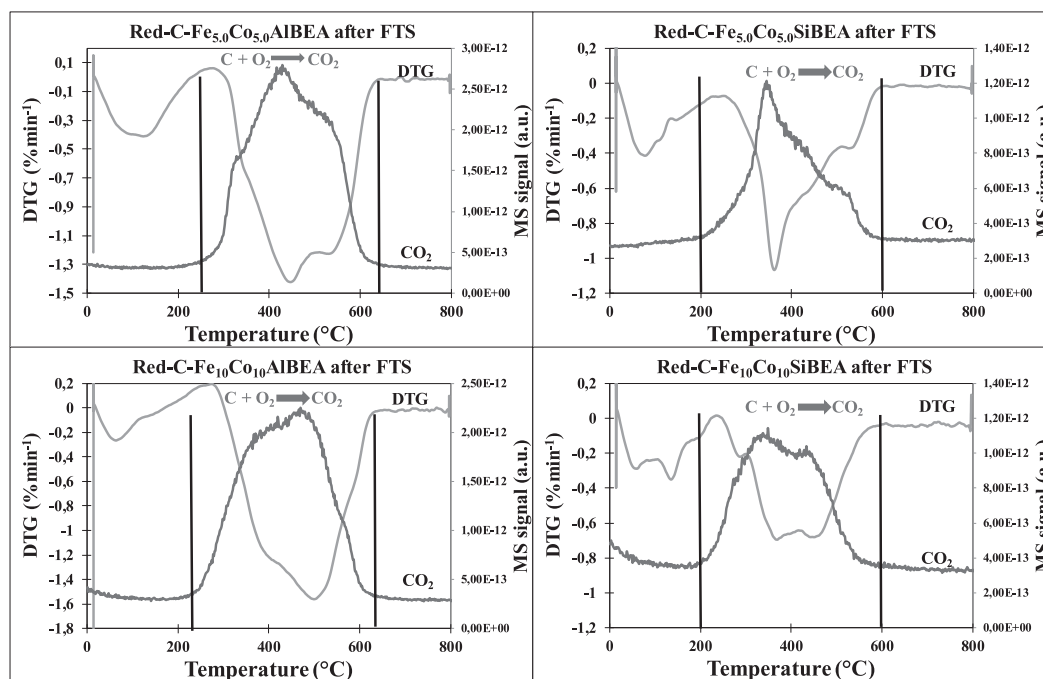 Red-C-Fe5.0Co5.0AlBEA after FTS
C + O2 CO2
DTG
CO2
DTG (%min-1)
0,1
-0,1
-0,3
-0,5
-0,7
-0,9
-1,1
-1,3
-1,5
3,00E-12
2,50E-12
2,00E-12
1,50E-12
1,00E-12
5,00E-13
0,00E+00
MS signal (a.u.)
0 200 400 600 800
Temperature (°C)
Red-C-Fe5.0Co5.0SiBEA after FTS
C + O2 CO2
DTG
CO2
DTG (%min-1)
0,2
0
-0,2
-0,4
-0,6
-0,8
-1
-1,2
1,40E-12
1,20E-12
1,00E-12
8,00E-13
6,00E-13
4,00E-13
2,00E-13
0,00E+00
MS signal (a.u.)
0 200 400 600 800
Temperature (°C)
Red-C-Fe10Co10AlBEA after FTS
C + O2 CO2
DTG
CO2
DTG (%min-1)
0,2
0
-0,2
-0,4
-0,6
-0,8
-1
-1,2
-1,4
-1,6
-1,8
2,50E-12
2,00E-12
1,50E-12
1,00E-12
5,00E-13
0,00E+00
MS signal (a.u.)
0 200 400 600 800
Temperature (°C)
Red-C-Fe10Co10SiBEA after FTS
C + O2 CO2
DTG
CO2
DTG (%min-1)
0,2
0
-0,2
-0,4
-0,6
-0,8
-1
-1,2
1,40E-12
1,20E-12
1,00E-12
8,00E-13
6,00E-13
4,00E-13
2,00E-13
0,00E+00
MS signal (a.u.)
0 200 400 600 800
Temperature (°C)